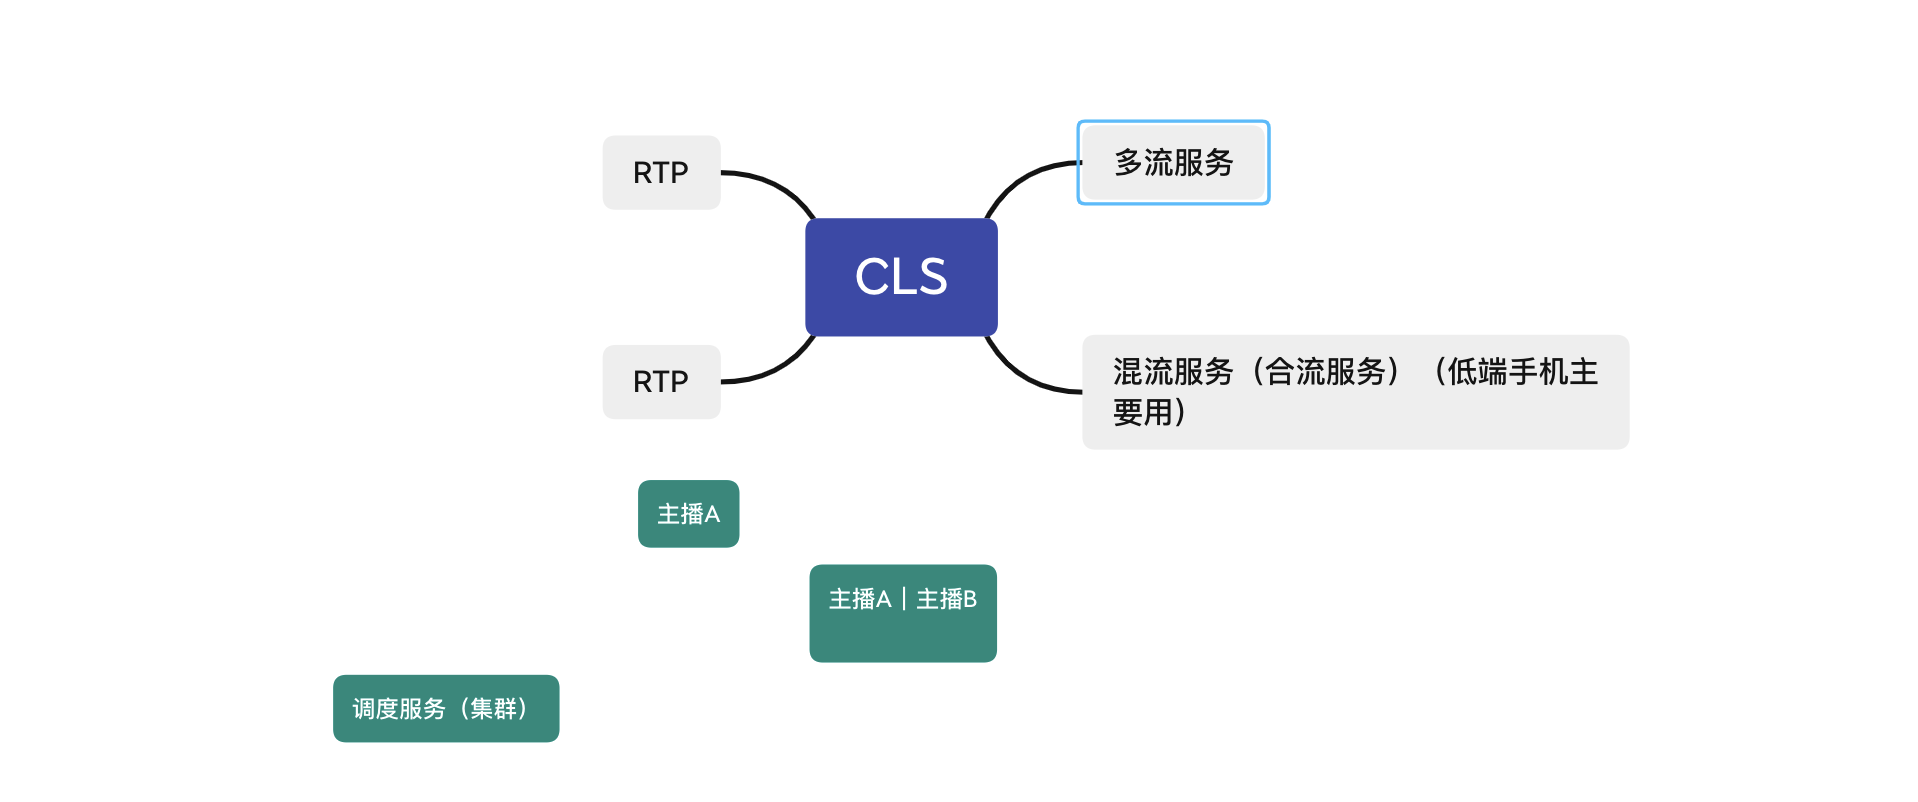 RTP
多流服务
CLS
RTP
混流服务（合流服务）（低端手机主
要用）
主播A
主播A｜主播B
调度服务（集群）